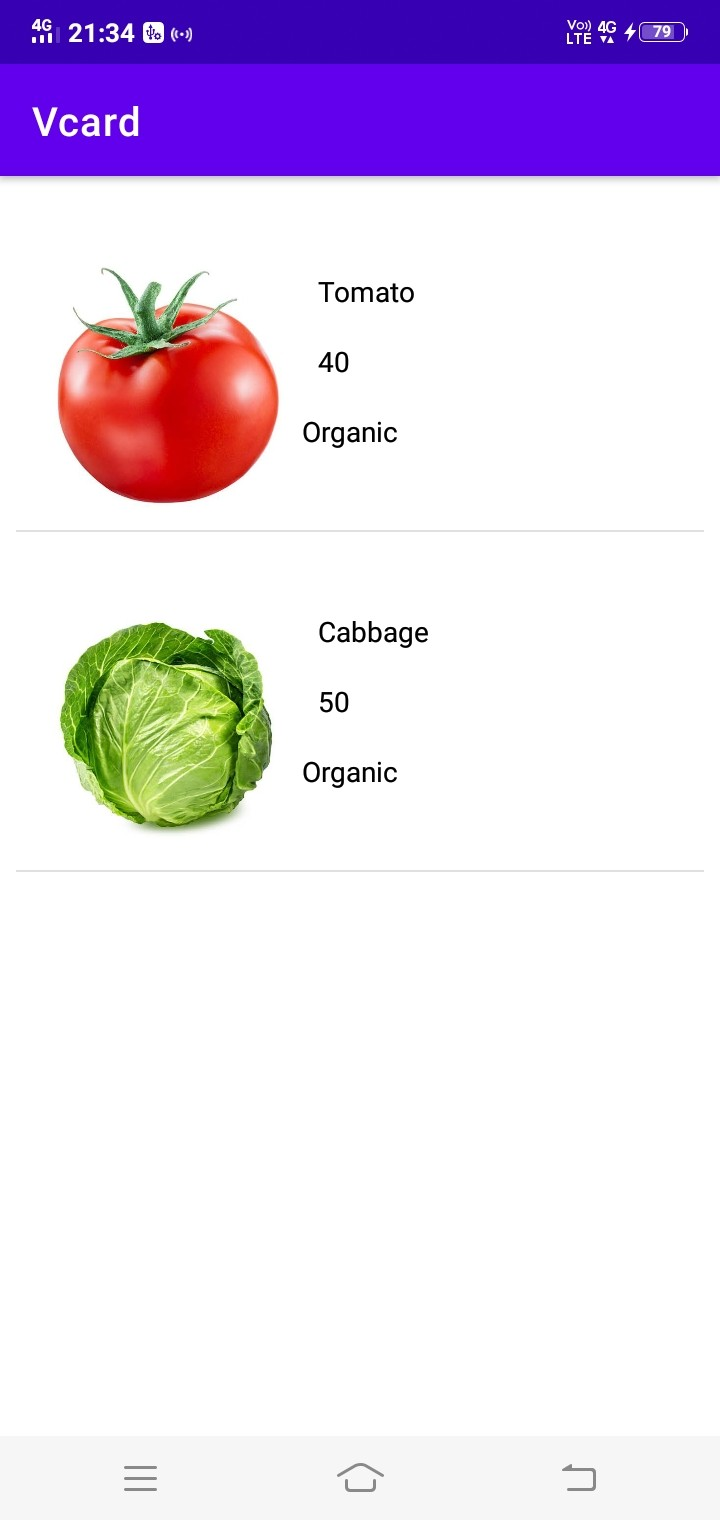 4G 21:34 Vo)) LTE 4G 79
Vcard
Tomato
40
Organic
Cabbage
50
Organic